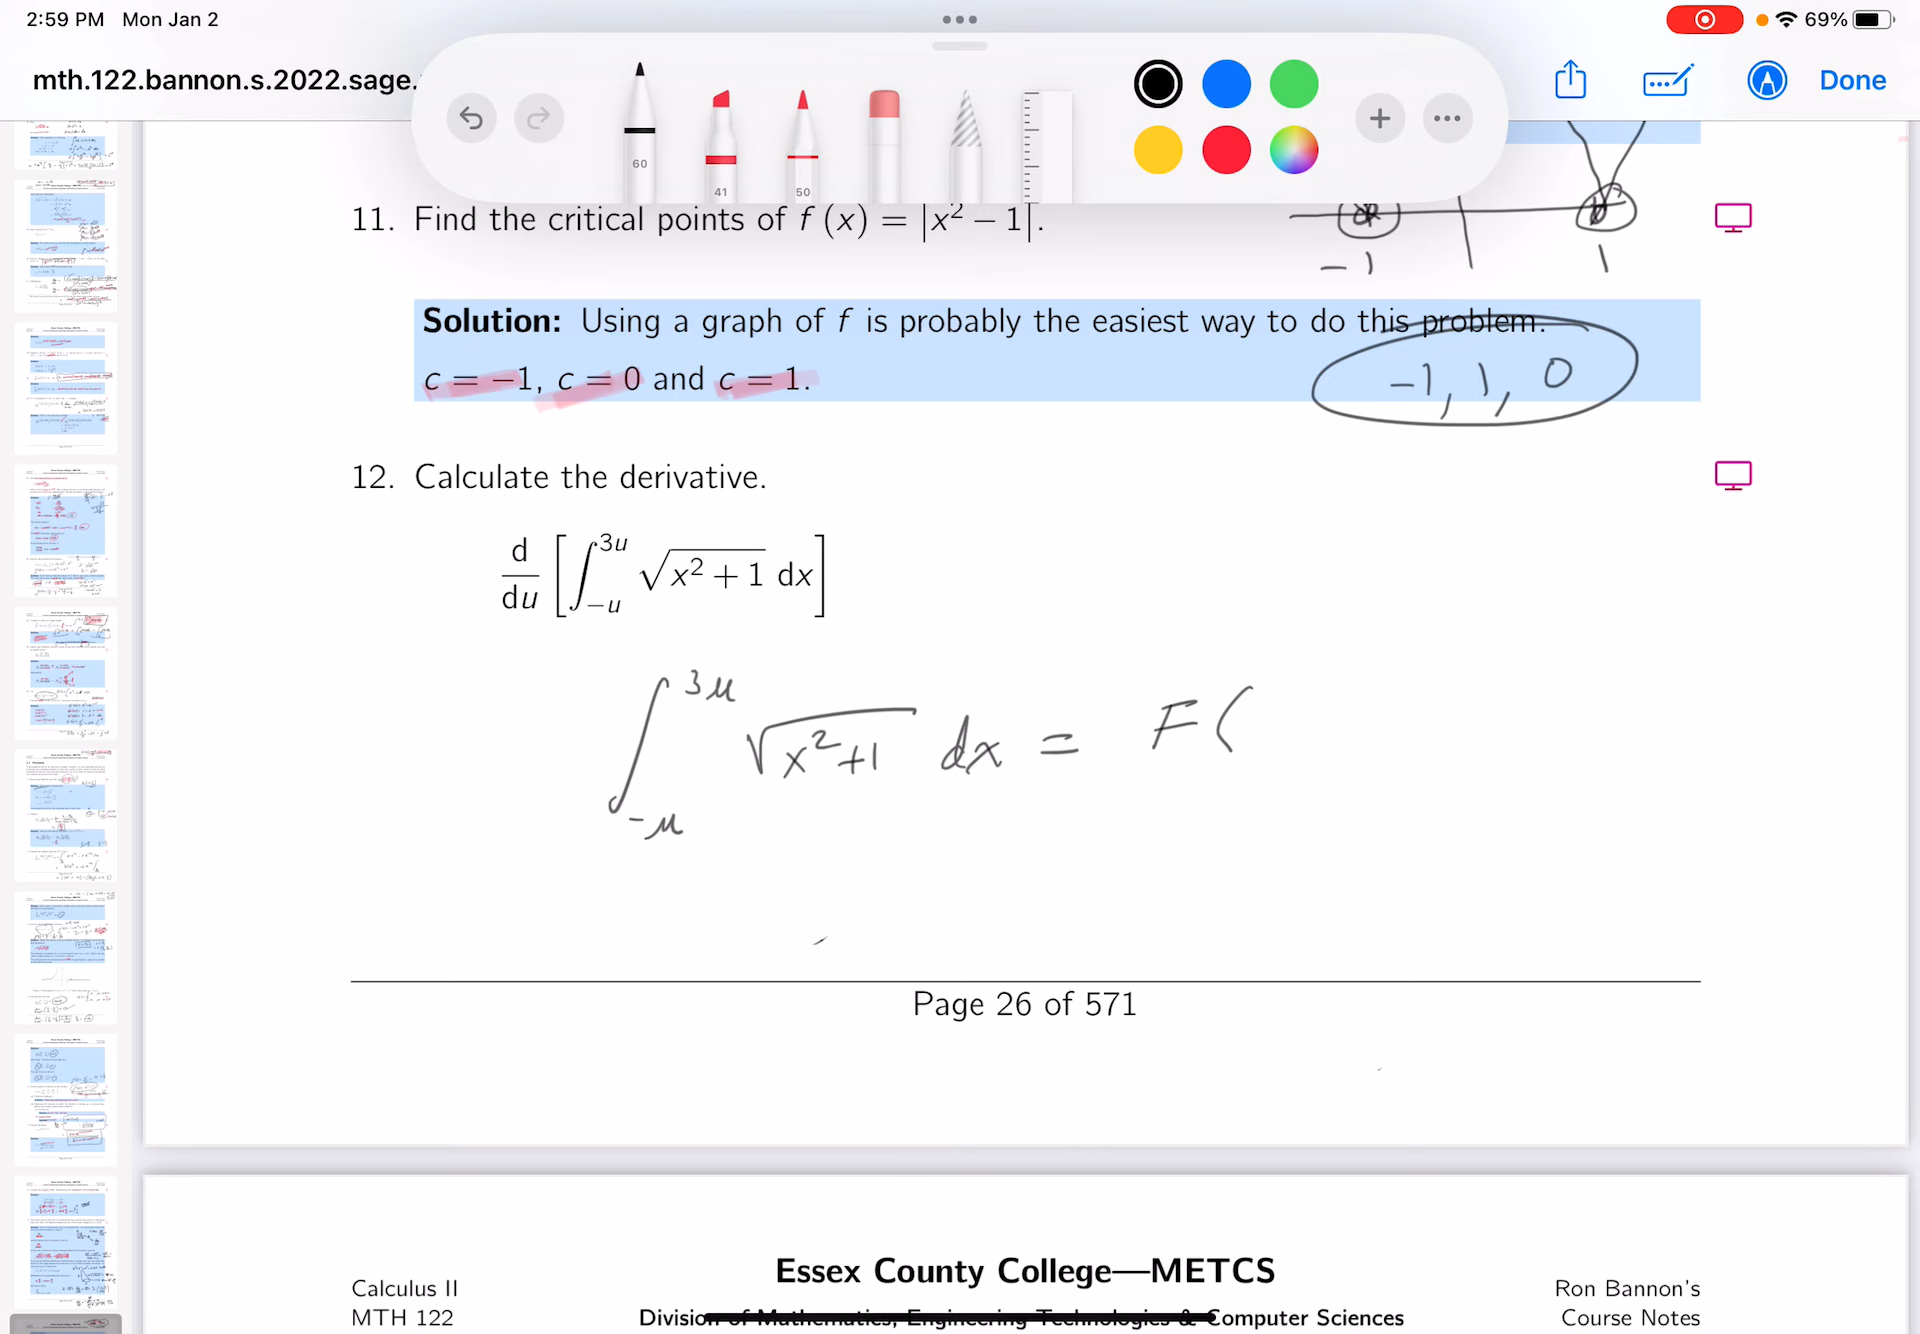 2:59 PM Mon Jan 2
69%
mth.122.bannon.s.2022.sage.
Done
60
41
50
11. Find the critical points of f (x) = |x² − 1|.
−1
1
Solution: Using a graph of f is probably the easiest way to do this problem.
c = −1, c = 0 and c = 1.
−1, 1, 0
12. Calculate the derivative.
d/du [∫_{−u}^{3u} √(x² + 1) dx]
∫_{−u}^{3u} √(x²+1) dx = F(
Page 26 of 571
Essex County College—METCS
Calculus II
Ron Bannon's
MTH 122
Division of Mathematics, Engineering Technologies & Computer Sciences
Course Notes